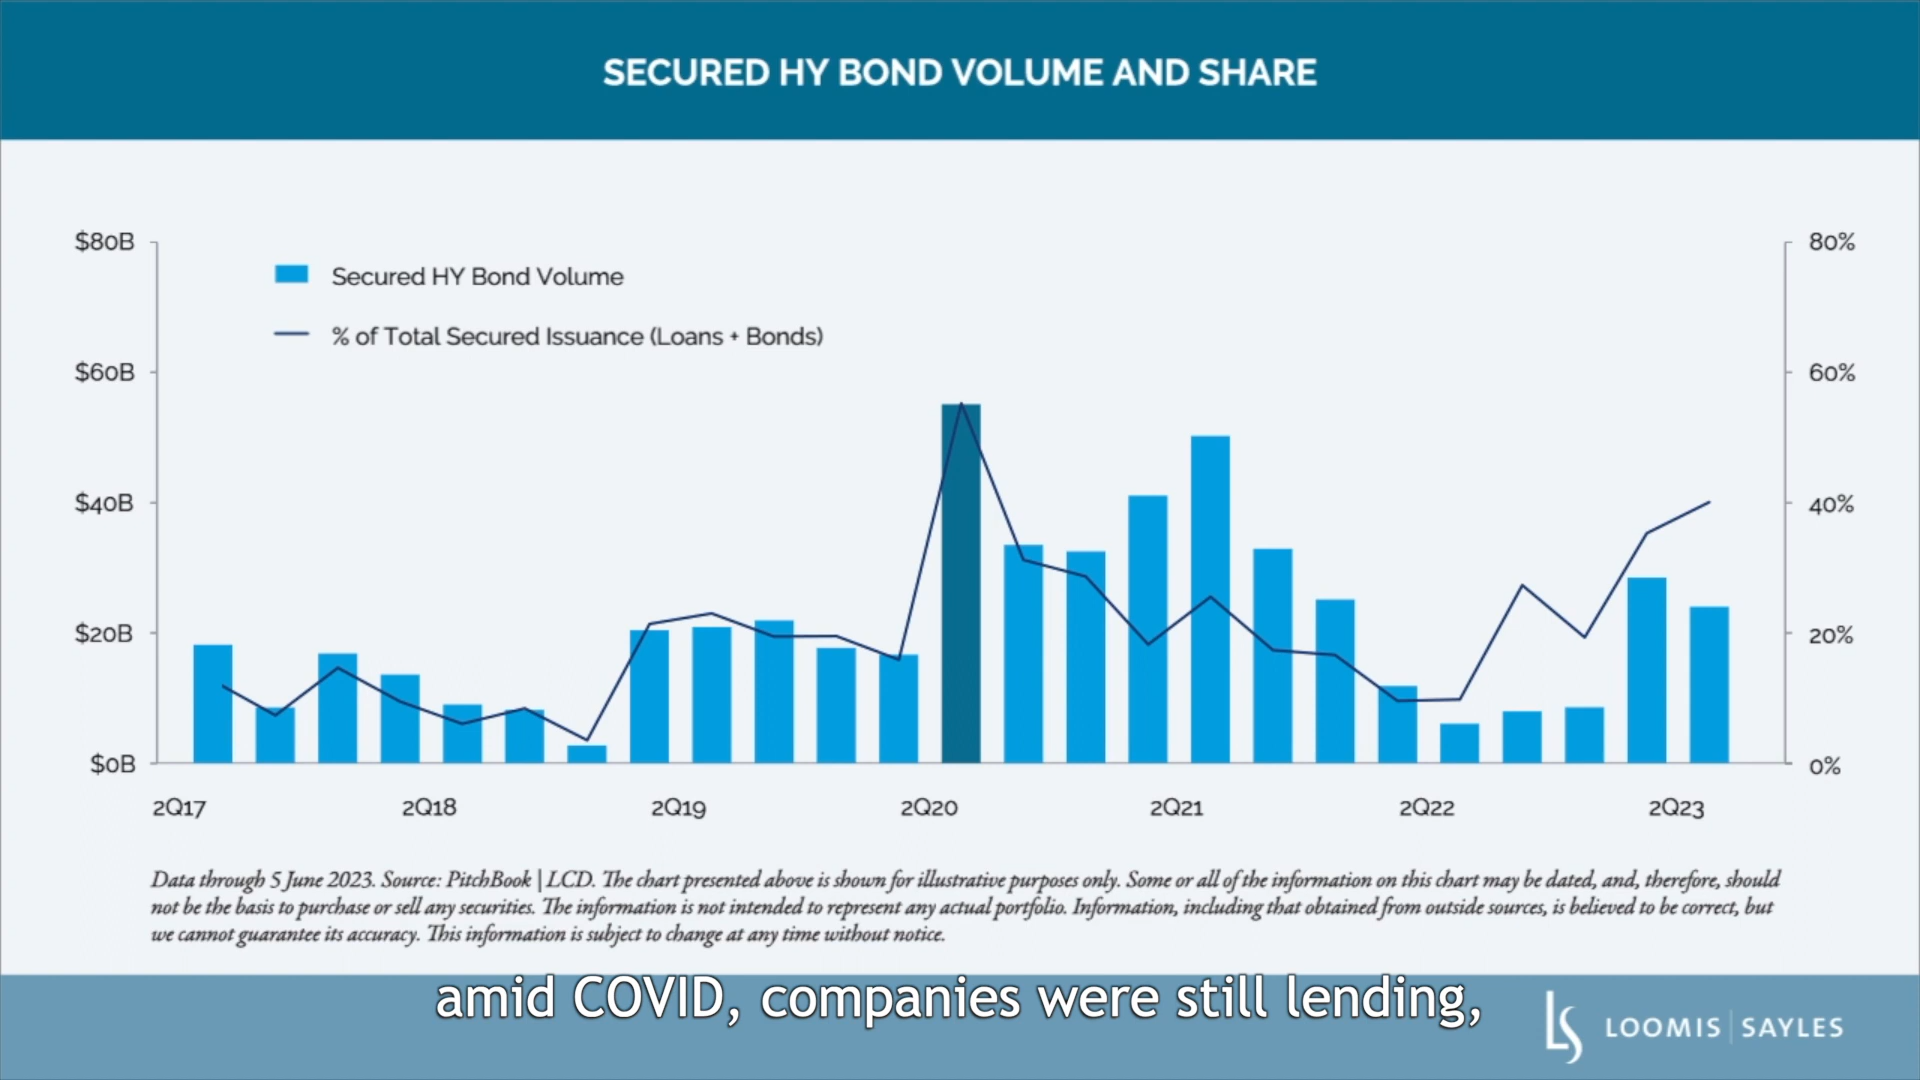 SECURED HY BOND VOLUME AND SHARE
$80B
80%
Secured HY Bond Volume
% of Total Secured Issuance (Loans + Bonds)
$60B
60%
$40B
40%
$20B
20%
$0B
0%
2Q17 2Q18 2Q19 2Q20 2Q21 2Q22 2Q23
Data through 5 June 2023. Source: PitchBook | LCD. The chart presented above is shown for illustrative purposes only. Some or all of the information on this chart may be dated, and, therefore, should
not be the basis to purchase or sell any securities. The information is not intended to represent any actual portfolio. Information, including that obtained from outside sources, is believed to be correct, but
we cannot guarantee its accuracy. This information is subject to change at any time without notice.
amid COVID, companies were still lending,
LS LOOMIS | SAYLES